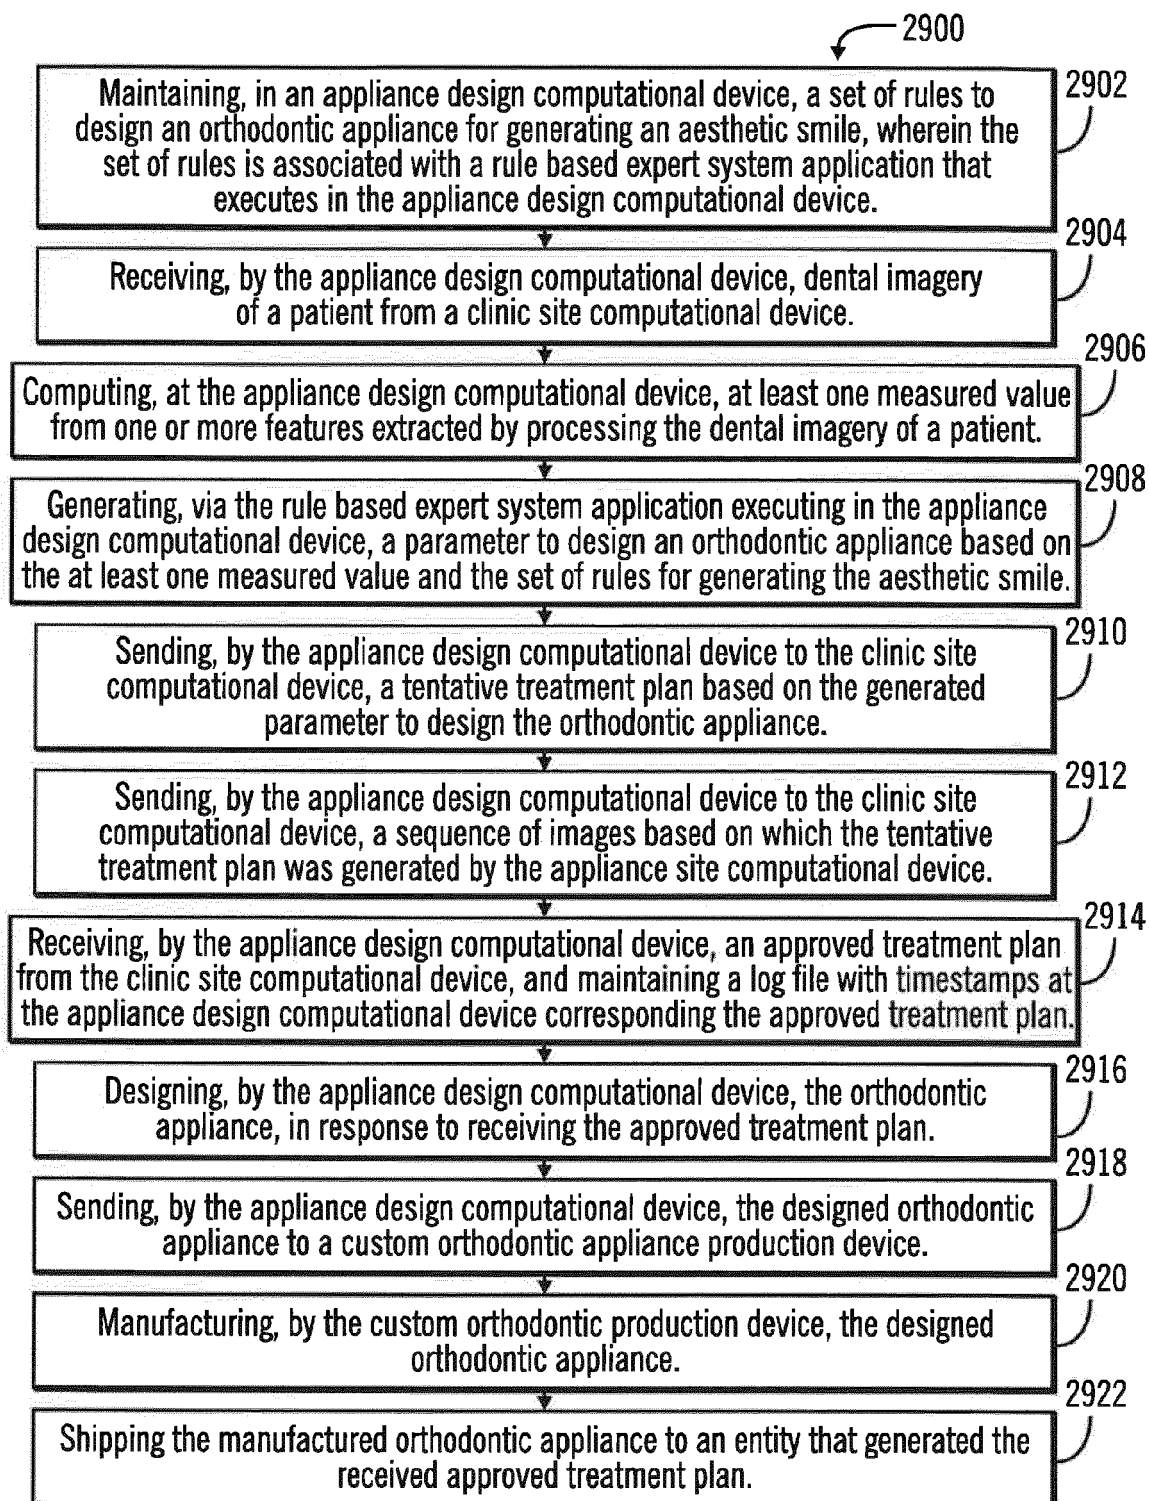 2900
2902
Maintaining, in an appliance design computational device, a set of rules to
design an orthodontic appliance for generating an aesthetic smile, wherein the
set of rules is associated with a rule based expert system application that
executes in the appliance design computational device.
2904
Receiving, by the appliance design computational device, dental imagery
of a patient from a clinic site computational device.
2906
Computing, at the appliance design computational device, at least one measured value
from one or more features extracted by processing the dental imagery of a patient.
2908
Generating, via the rule based expert system application executing in the appliance
design computational device, a parameter to design an orthodontic appliance based on
the at least one measured value and the set of rules for generating the aesthetic smile.
2910
Sending, by the appliance design computational device to the clinic site
computational device, a tentative treatment plan based on the generated
parameter to design the orthodontic appliance.
2912
Sending, by the appliance design computational device to the clinic site
computational device, a sequence of images based on which the tentative
treatment plan was generated by the appliance site computational device.
2914
Receiving, by the appliance design computational device, an approved treatment plan
from the clinic site computational device, and maintaining a log file with timestamps at
the appliance design computational device corresponding the approved treatment plan.
2916
Designing, by the appliance design computational device, the orthodontic
appliance, in response to receiving the approved treatment plan.
2918
Sending, by the appliance design computational device, the designed orthodontic
appliance to a custom orthodontic appliance production device.
2920
Manufacturing, by the custom orthodontic production device, the designed
orthodontic appliance.
2922
Shipping the manufactured orthodontic appliance to an entity that generated the
received approved treatment plan.